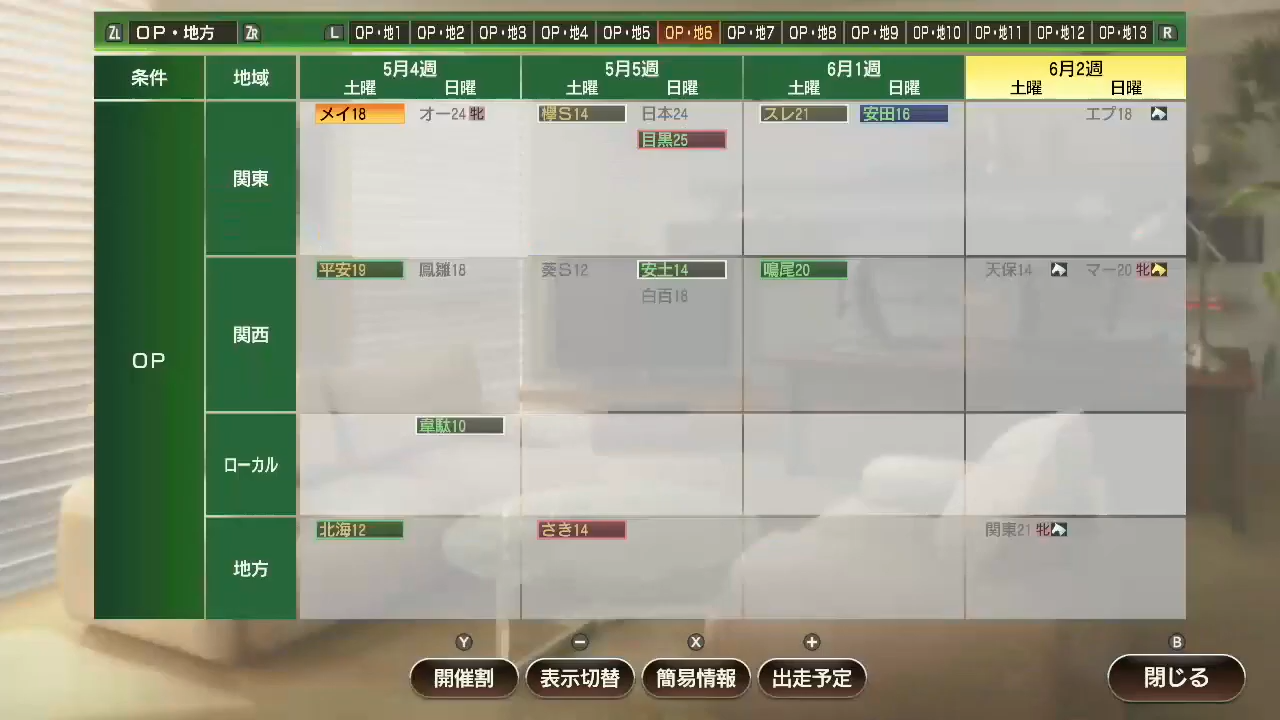 ZL OP・地方 ZR L OP・地1 OP・地2 OP・地3 OP・地4 OP・地5 OP・地6 OP・地7 OP・地8 OP・地9 OP・地10 OP・地11 OP・地12 OP・地13 R
条件 地域 5月4週 5月5週 6月1週 6月2週
土曜 日曜 土曜 日曜 土曜 日曜 土曜 日曜
OP
関東
メイ18 オー24 牝 欅S14 日本24 スレ21 安田16 エプ18
目黒25
関西
平安19 鳳雛18 葵S12 安土14 鳴尾20 天保14 マー20 牝
白百18
ローカル
韋駄10
地方
北海12 さき14 関東21 牝
Y − X + B
開催割 表示切替 簡易情報 出走予定 閉じる